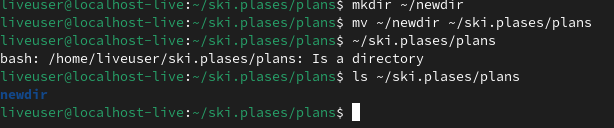 liveuser@localhost-live:~/ski.plases/plans$ mkdir ~/newdir
liveuser@localhost-live:~/ski.plases/plans$ mv ~/newdir ~/ski.plases/plans
liveuser@localhost-live:~/ski.plases/plans$ ~/ski.plases/plans
bash: /home/liveuser/ski.plases/plans: Is a directory
liveuser@localhost-live:~/ski.plases/plans$ ls ~/ski.plases/plans
newdir
liveuser@localhost-live:~/ski.plases/plans$